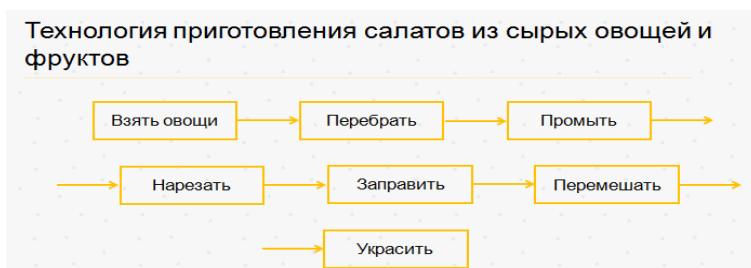 Технология приготовления салатов из сырых овощей и
фруктов
Взять овощи Перебрать Промыть
Нарезать Заправить Перемешать
Украсить